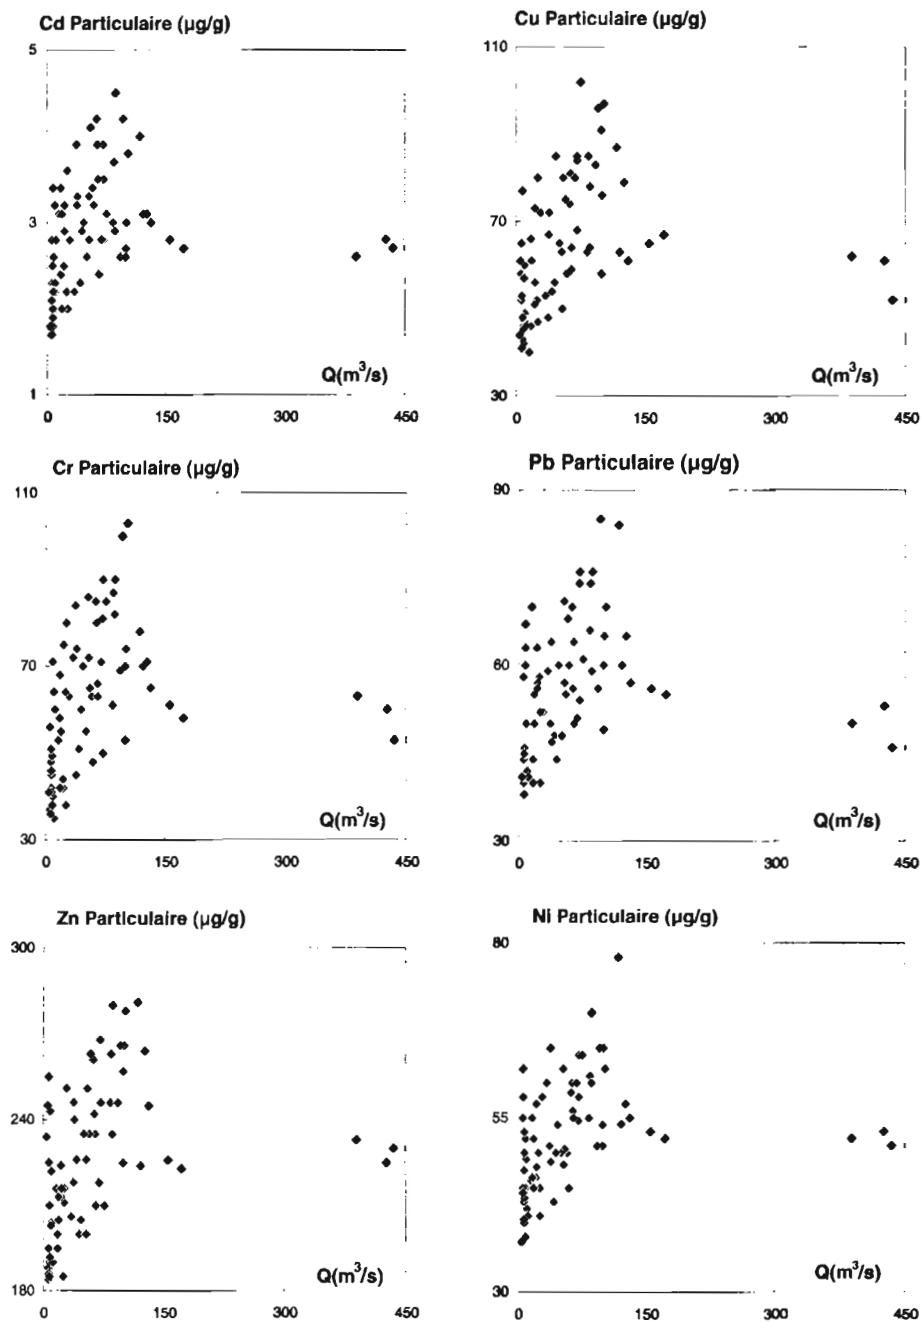 Cd Particulaire (µg/g)
5
3
1
0 150 300 450
Q(m³/s)
Cu Particulaire (µg/g)
110
70
30
0 150 300 450
Q(m³/s)
Cr Particulaire (µg/g)
110
70
30
0 150 300 450
Q(m³/s)
Pb Particulaire (µg/g)
90
60
30
0 150 300 450
Q(m³/s)
Zn Particulaire (µg/g)
300
240
180
0 150 300 450
Q(m³/s)
Ni Particulaire (µg/g)
80
55
30
0 150 300 450
Q(m³/s)